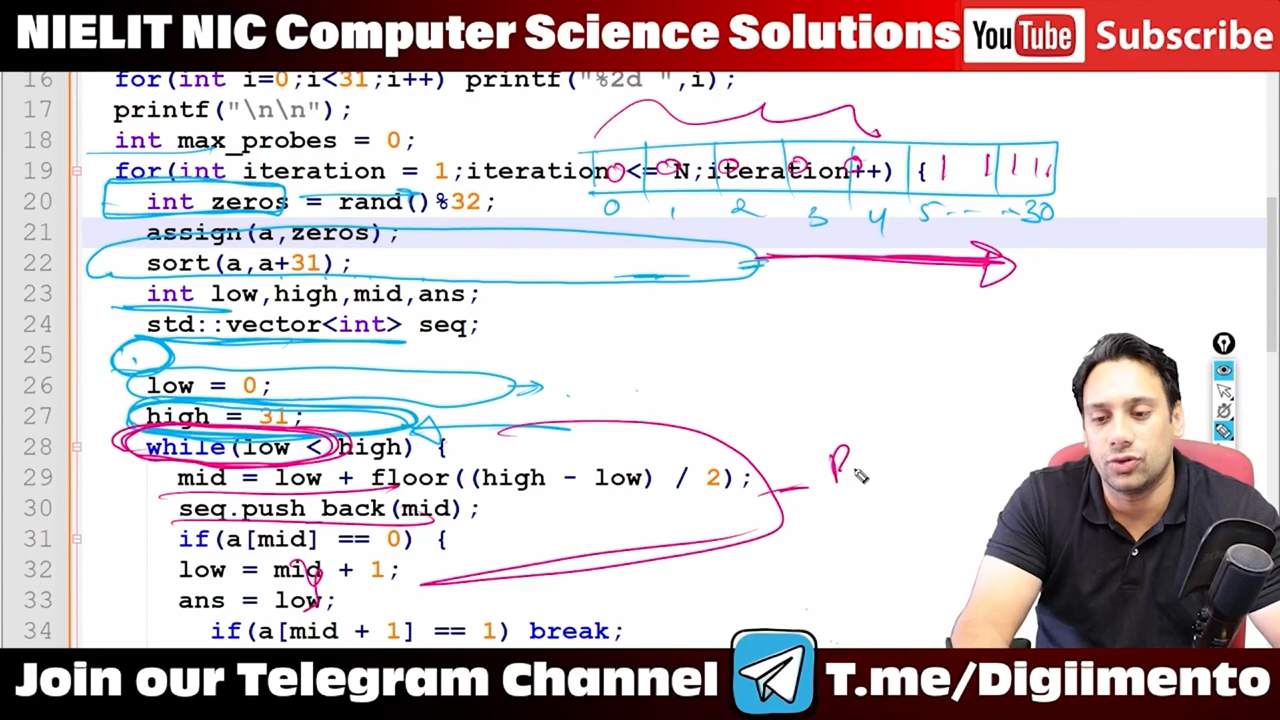 NIELIT NIC Computer Science Solutions YouTube Subscribe
16 for(int i=0;i<31;i++) printf("%2d ",i);
17 printf("\n\n");
18 int max_probes = 0;
19 for(int iteration = 1;iteration <= N;iteration++) {
20 int zeros = rand()%32;
0 1 2 3 4 5 - - - 30
21 assign(a,zeros);
22 sort(a,a+31);
23 int low,high,mid,ans;
24 std::vector<int> seq;
25
26 low = 0;
27 high = 31;
28 while(low < high) {
29 mid = low + floor((high - low) / 2);
30 seq.push_back(mid);
31 if(a[mid] == 0) {
32 low = mid + 1;
33 ans = low;
34 if(a[mid + 1] == 1) break;
Join our Telegram Channel T.me/Digiimento